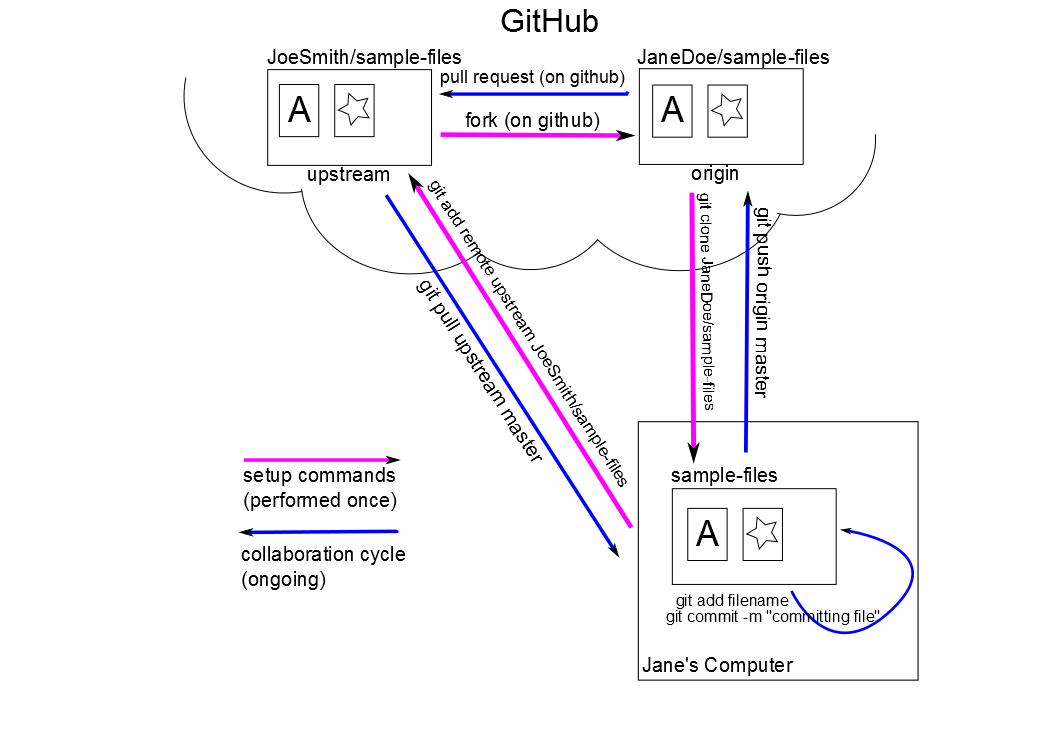 GitHub
JoeSmith/sample-files
JaneDoe/sample-files
pull request (on github)
A
A
fork (on github)
upstream
origin
git add remote upstream JoeSmith/sample-files
git pull upstream master
git clone JaneDoe/sample-files
git push origin master
setup commands
(performed once)
collaboration cycle
(ongoing)
sample-files
A
git add filename
git commit -m "committing file"
Jane's Computer